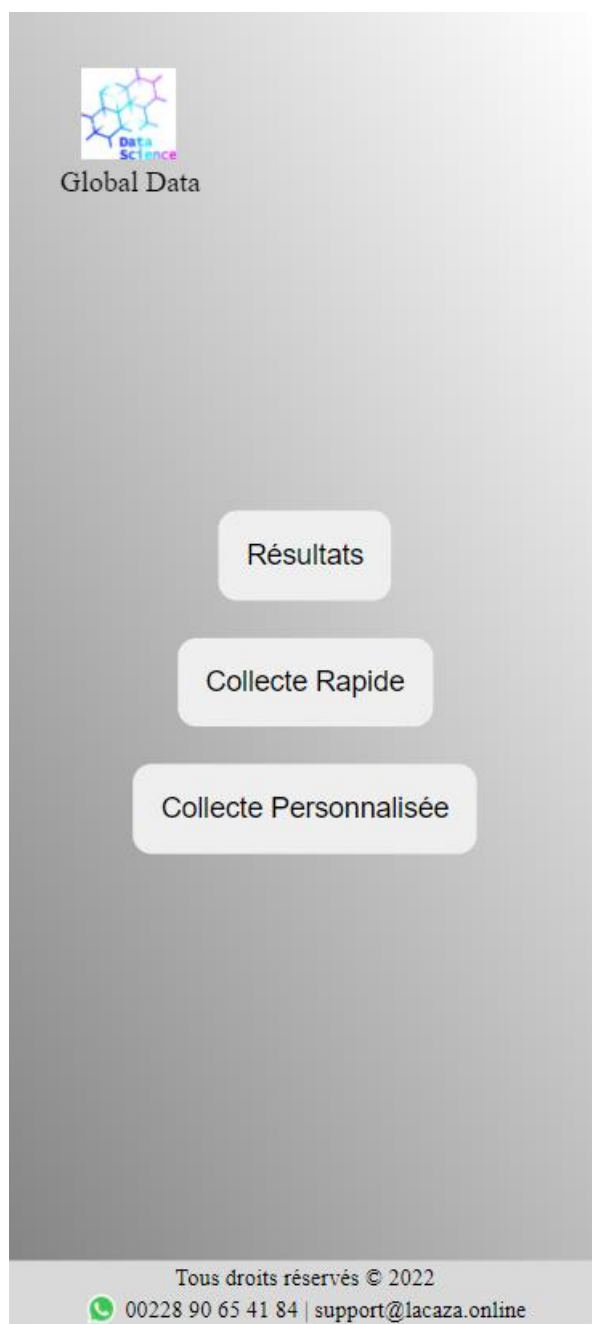 Data
Science
Global Data
Résultats
Collecte Rapide
Collecte Personnalisée
Tous droits réservés © 2022
00228 90 65 41 84 | support@lacaza.online